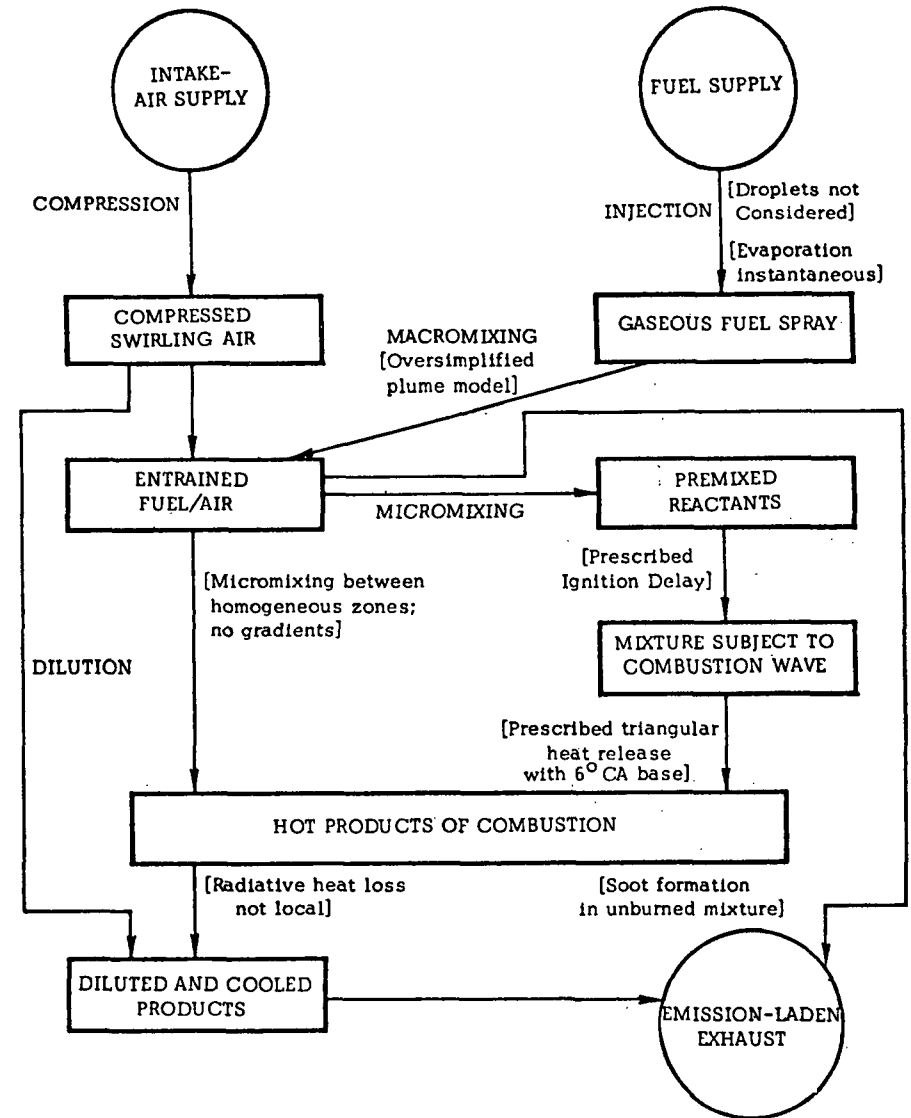 INTAKE-
AIR SUPPLY
FUEL SUPPLY
COMPRESSION
INJECTION
[Droplets not
Considered]
[Evaporation
instantaneous]
COMPRESSED
SWIRLING AIR
GASEOUS FUEL SPRAY
MACROMIXING
[Oversimplified
plume model]
ENTRAINED
FUEL/AIR
MICROMIXING
PREMIXED
REACTANTS
[Prescribed
Ignition Delay]
[Micromixing between
homogeneous zones;
no gradients]
MIXTURE SUBJECT TO
COMBUSTION WAVE
DILUTION
[Prescribed triangular
heat release
with 6° CA base]
HOT PRODUCTS OF COMBUSTION
[Radiative heat loss
not local]
[Soot formation
in unburned mixture]
DILUTED AND COOLED
PRODUCTS
EMISSION-LADEN
EXHAUST